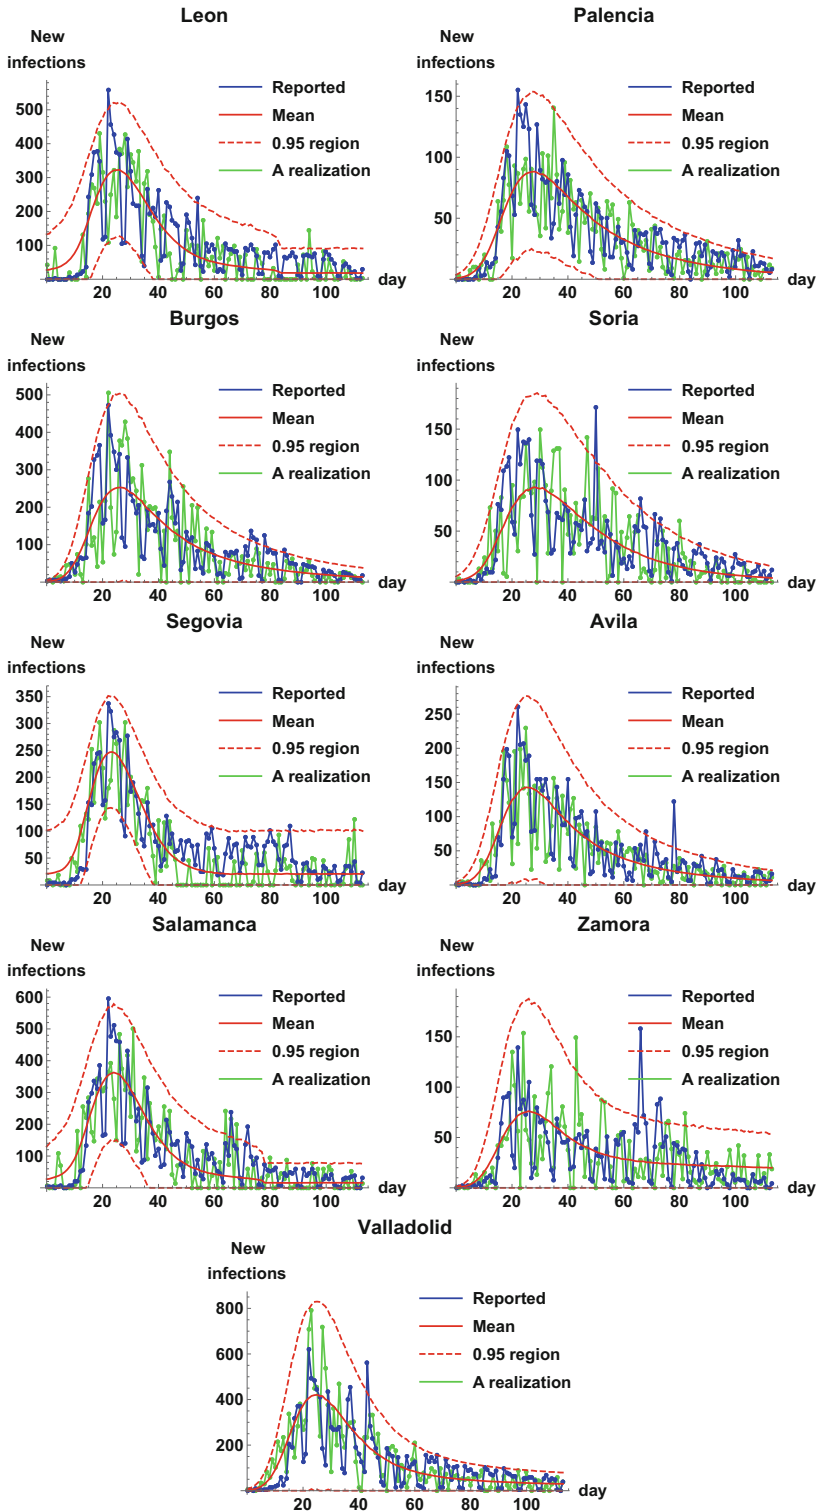 Leon
New
infections
Reported
Mean
0.95 region
A realization
500
400
300
200
100
20 40 60 80 100 day
Palencia
New
infections
Reported
Mean
0.95 region
A realization
150
100
50
20 40 60 80 100 day
Burgos
New
infections
Reported
Mean
0.95 region
A realization
500
400
300
200
100
20 40 60 80 100 day
Soria
New
infections
Reported
Mean
0.95 region
A realization
150
100
50
20 40 60 80 100 day
Segovia
New
infections
Reported
Mean
0.95 region
A realization
350
300
250
200
150
100
50
20 40 60 80 100 day
Avila
New
infections
Reported
Mean
0.95 region
A realization
250
200
150
100
50
20 40 60 80 100 day
Salamanca
New
infections
Reported
Mean
0.95 region
A realization
600
500
400
300
200
100
20 40 60 80 100 day
Zamora
New
infections
Reported
Mean
0.95 region
A realization
150
100
50
20 40 60 80 100 day
Valladolid
New
infections
Reported
Mean
0.95 region
A realization
800
600
400
200
20 40 60 80 100 day